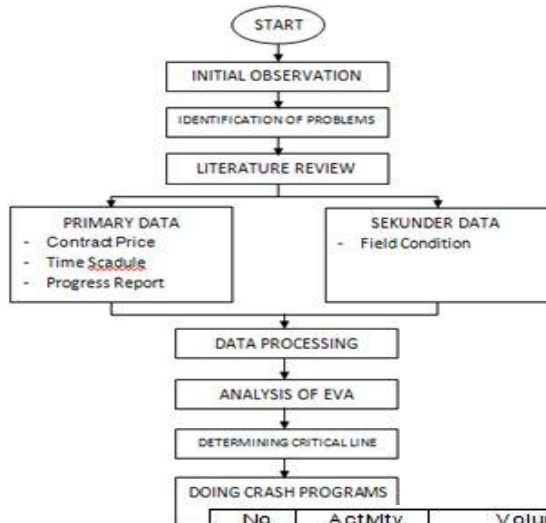 START
INITIAL OBSERVATION
IDENTIFICATION OF PROBLEMS
LITERATURE REVIEW
PRIMARY DATA
- Contract Price
- Time Scadule
- Progress Report
SEKUNDER DATA
- Field Condition
DATA PROCESSING
ANALYSIS OF EVA
DETERMINING CRITICAL LINE
DOING CRASH PROGRAMS
No Activity